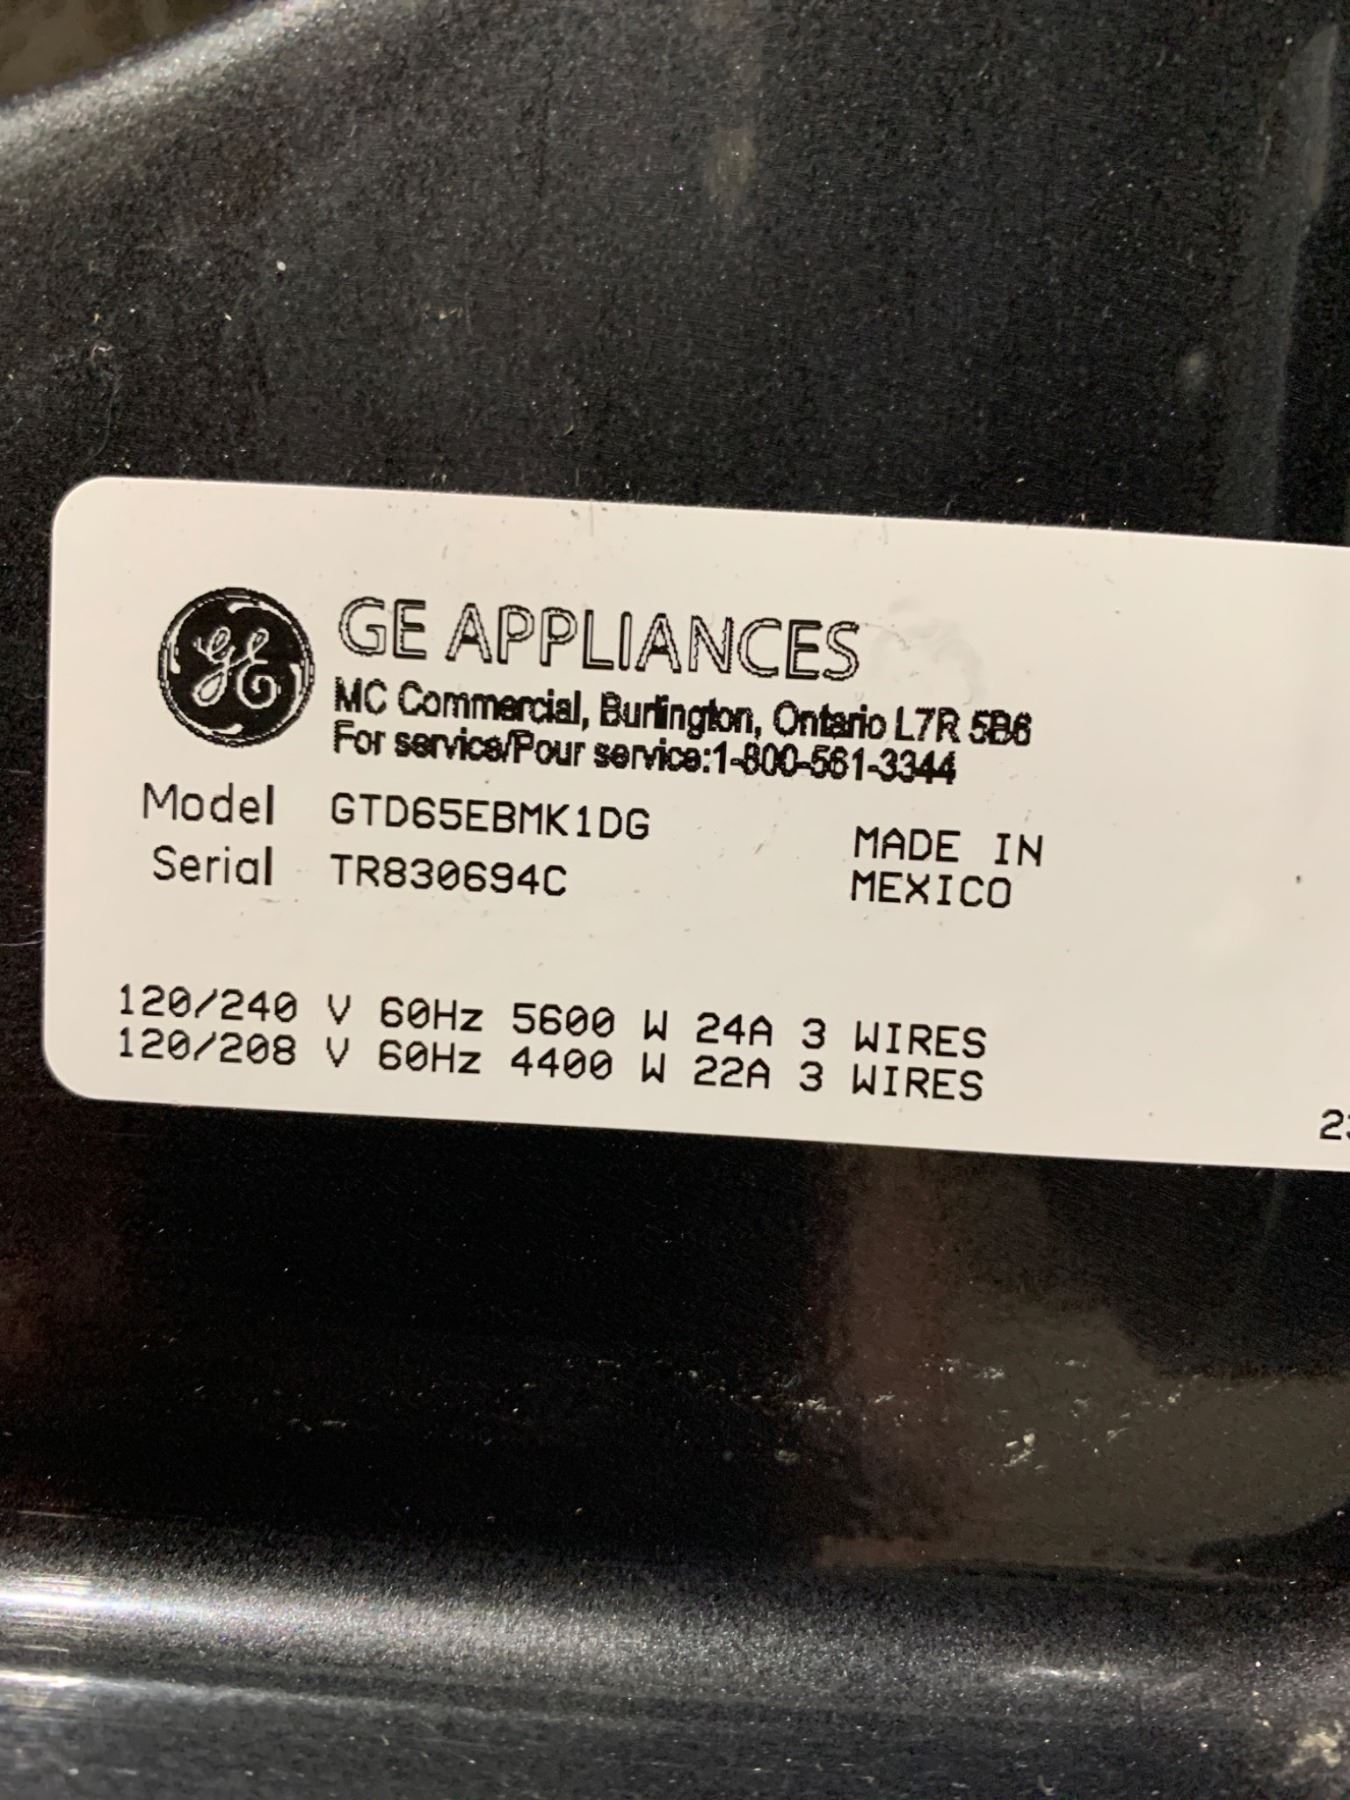 GE
GE APPLIANCES
MC Commercial, Burlington, Ontario L7R 5B6
For service/Pour service:1-800-561-3344
Model GTD65EBMK1DG
Serial TR830694C
MADE IN
MEXICO
120/240 V 60Hz 5600 W 24A 3 WIRES
120/208 V 60Hz 4400 W 22A 3 WIRES